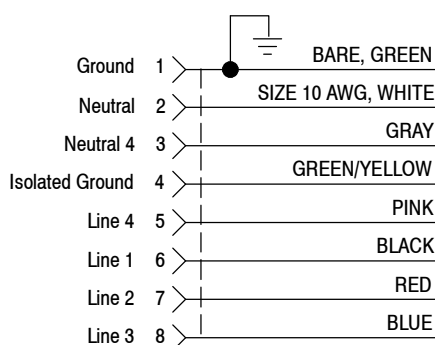 Ground 1 BARE, GREEN
Neutral 2 SIZE 10 AWG, WHITE
Neutral 4 3 GRAY
Isolated Ground 4 GREEN/YELLOW
Line 4 5 PINK
Line 1 6 BLACK
Line 2 7 RED
Line 3 8 BLUE